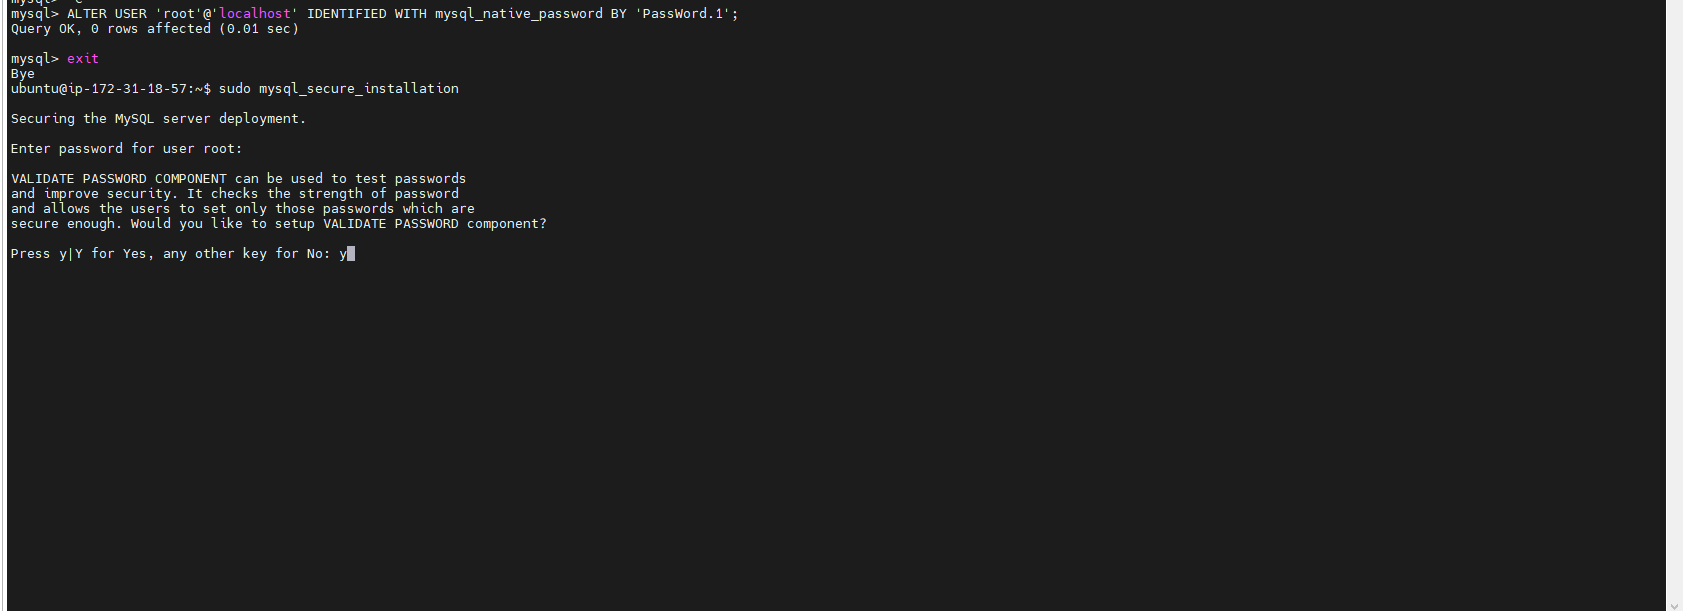 mysql> ALTER USER 'root'@'localhost' IDENTIFIED WITH mysql_native_password BY 'PassWord.1';
Query OK, 0 rows affected (0.01 sec)
mysql> exit
Bye
ubuntu@ip-172-31-18-57:~$ sudo mysql_secure_installation
Securing the MySQL server deployment.
Enter password for user root:
VALIDATE PASSWORD COMPONENT can be used to test passwords
and improve security. It checks the strength of password
and allows the users to set only those passwords which are
secure enough. Would you like to setup VALIDATE PASSWORD component?
Press y|Y for Yes, any other key for No: y